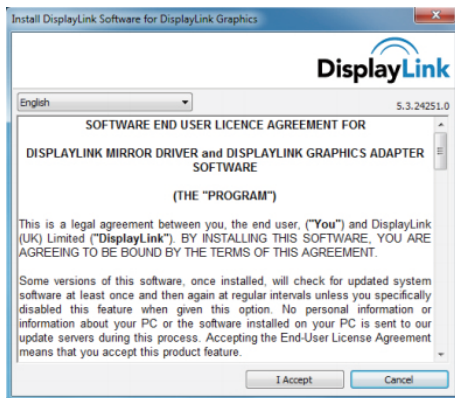 Install DisplayLink Software for DisplayLink Graphics
DisplayLink
English
5.3.24251.0
SOFTWARE END USER LICENCE AGREEMENT FOR
DISPLAYLINK MIRROR DRIVER and DISPLAYLINK GRAPHICS ADAPTER
SOFTWARE
(THE "PROGRAM")
This is a legal agreement between you, the end user, ("You") and DisplayLink
(UK) Limited ("DisplayLink"). BY INSTALLING THIS SOFTWARE, YOU ARE
AGREEING TO BE BOUND BY THE TERMS OF THIS AGREEMENT.
Some versions of this software, once installed, will check for updated system
software at least once and then again at regular intervals unless you specifically
disabled this feature when given this option. No personal information or
information about your PC or the software installed on your PC is sent to our
update servers during this process. Accepting the End-User License Agreement
means that you accept this product feature.
I Accept
Cancel